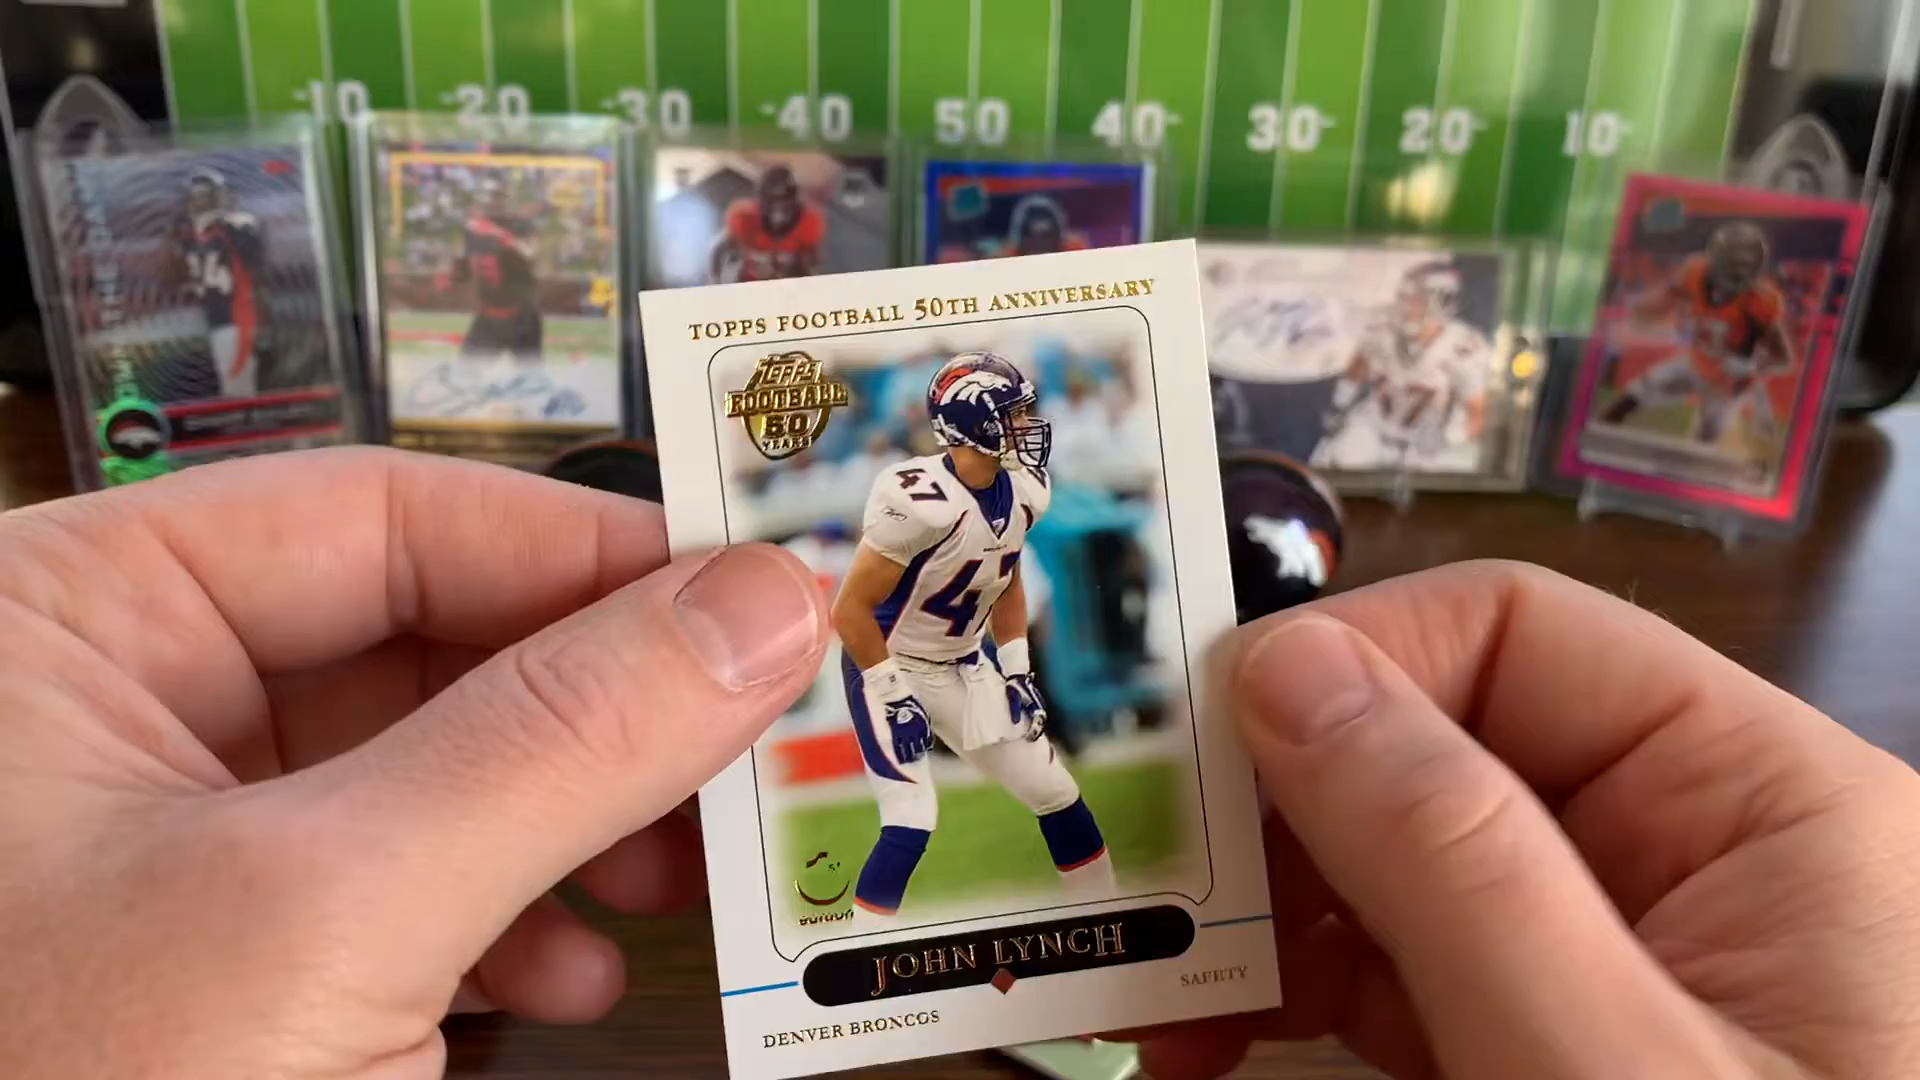 -10 -20 -30 -40 50 40- 30- 20- 10-
TOPPS FOOTBALL 50TH ANNIVERSARY
TOPPS
FOOTBALL
50
YEARS
47
47
JOHN LYNCH
SAFETY
DENVER BRONCOS